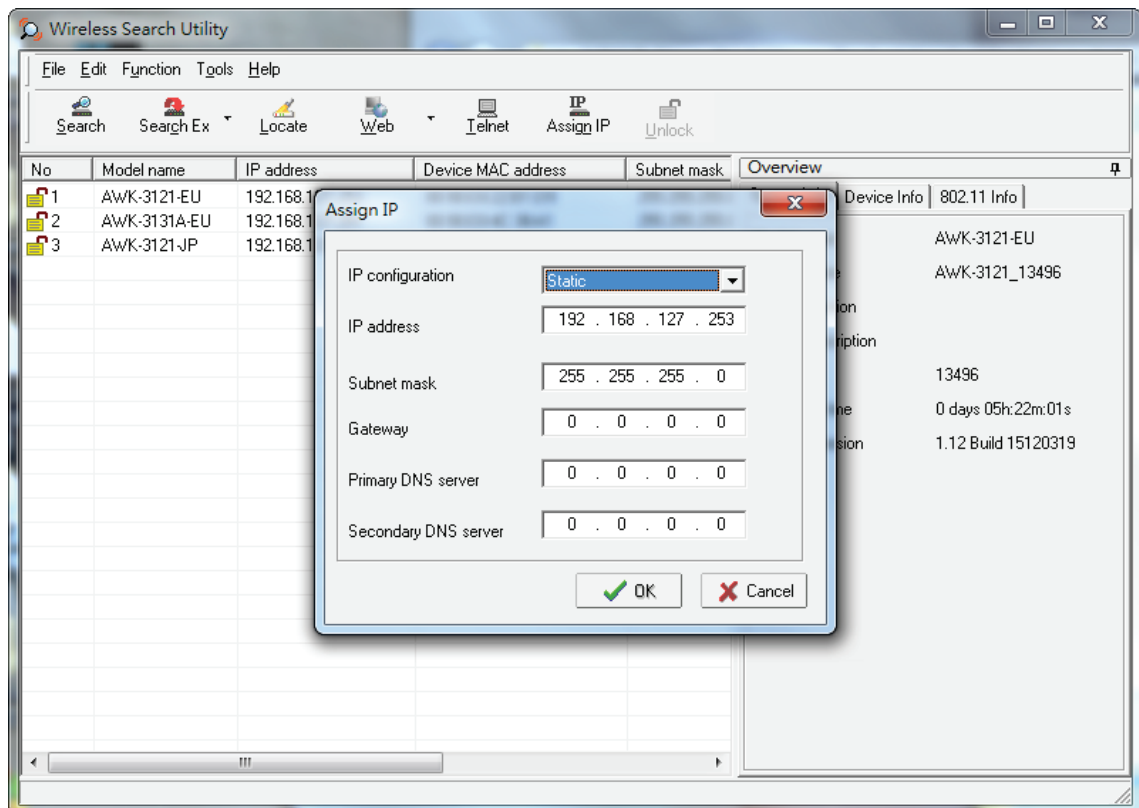 Wireless Search Utility
File Edit Function Tools Help
Search Search Ex Locate Web Telnet IP Assign IP Unlock
No Model name IP address Device MAC address Subnet mask
1 AWK-3121-EU 192.168.1
2 AWK-3131A-EU 192.168.1
3 AWK-3121-JP 192.168.1
Overview
Device Info 802.11 Info
AWK-3121-EU
AWK-3121_13496
13496
0 days 05h:22m:01s
1.12 Build 15120319
Assign IP
IP configuration Static
IP address 192 . 168 . 127 . 253
Subnet mask 255 . 255 . 255 . 0
Gateway 0 . 0 . 0 . 0
Primary DNS server 0 . 0 . 0 . 0
Secondary DNS server 0 . 0 . 0 . 0
OK Cancel